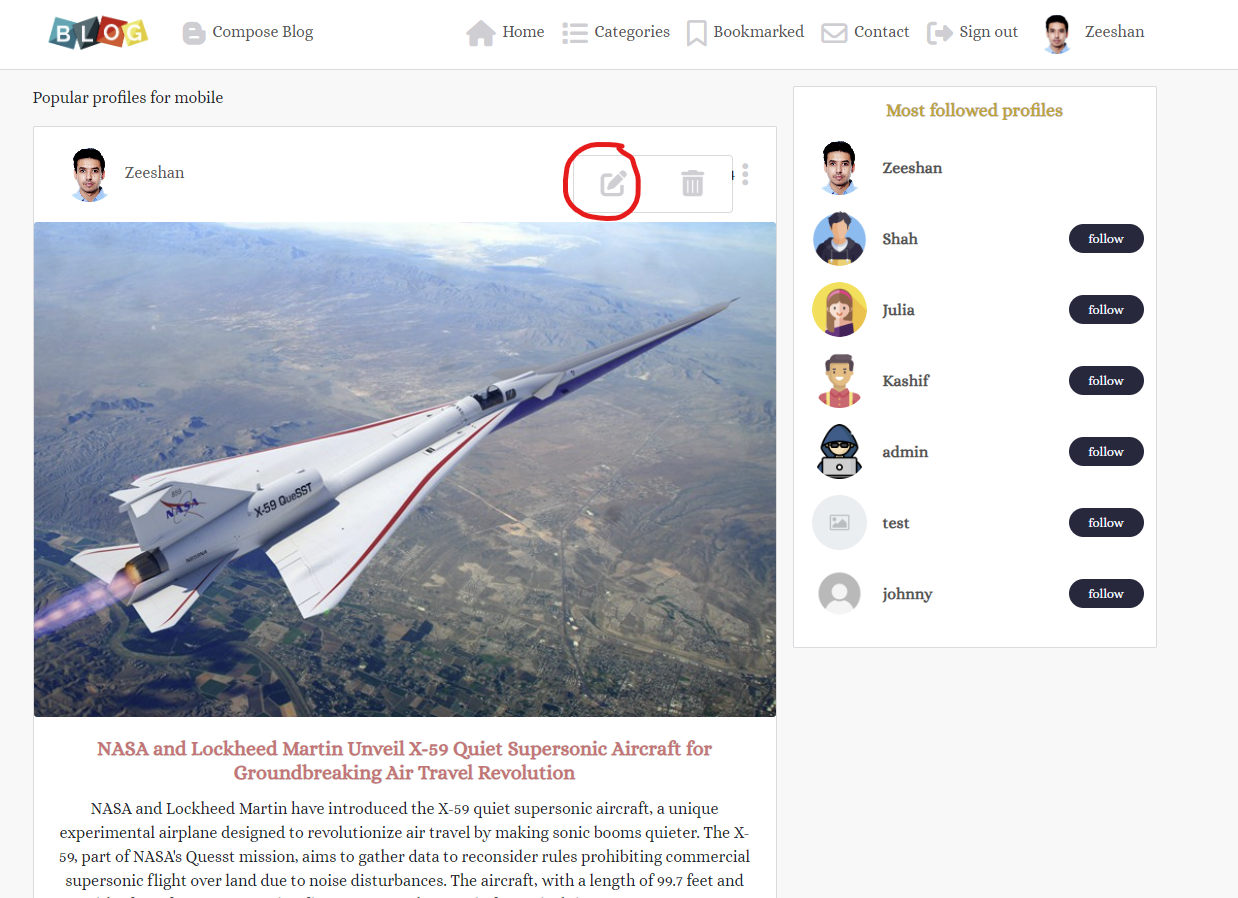 BLOG
Compose Blog
Home
Categories
Bookmarked
Contact
Sign out
Zeeshan
Popular profiles for mobile
Zeeshan
4
NASA
X-59 QueSST
NASA and Lockheed Martin Unveil X-59 Quiet Supersonic Aircraft for
Groundbreaking Air Travel Revolution
NASA and Lockheed Martin have introduced the X-59 quiet supersonic aircraft, a unique
experimental airplane designed to revolutionize air travel by making sonic booms quieter. The X-
59, part of NASA's Quesst mission, aims to gather data to reconsider rules prohibiting commercial
supersonic flight over land due to noise disturbances. The aircraft, with a length of 99.7 feet and
Most followed profiles
Zeeshan
Shah
follow
Julia
follow
Kashif
follow
admin
follow
test
follow
johnny
follow